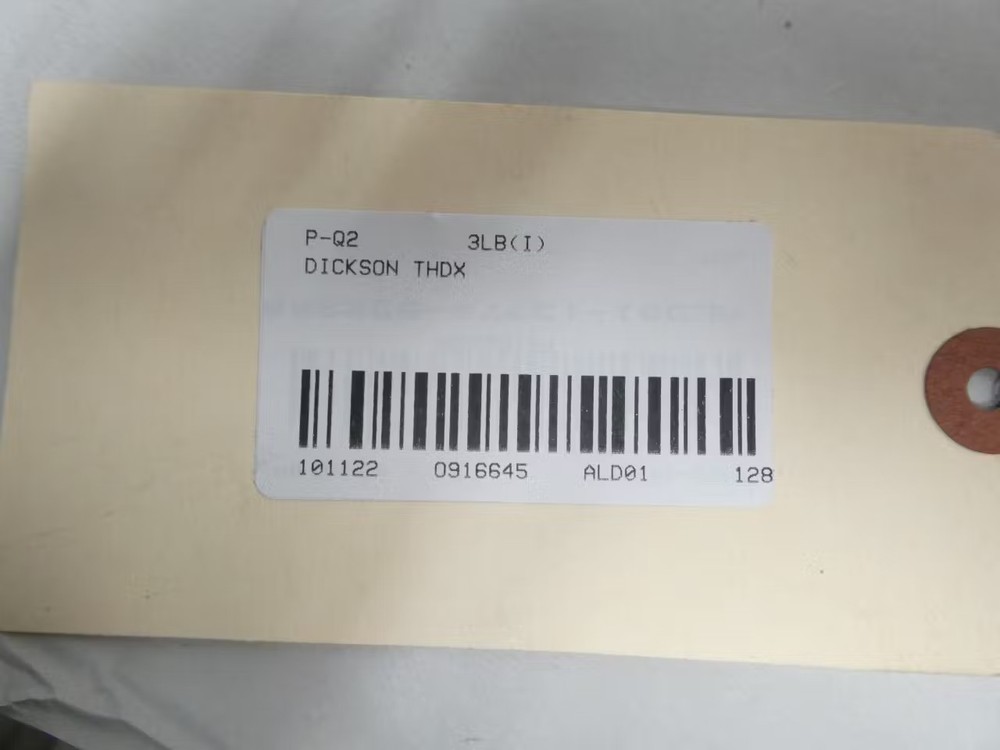 P-Q2 3LB(I)
DICKSON THDX
101122 0916645 ALD01 128